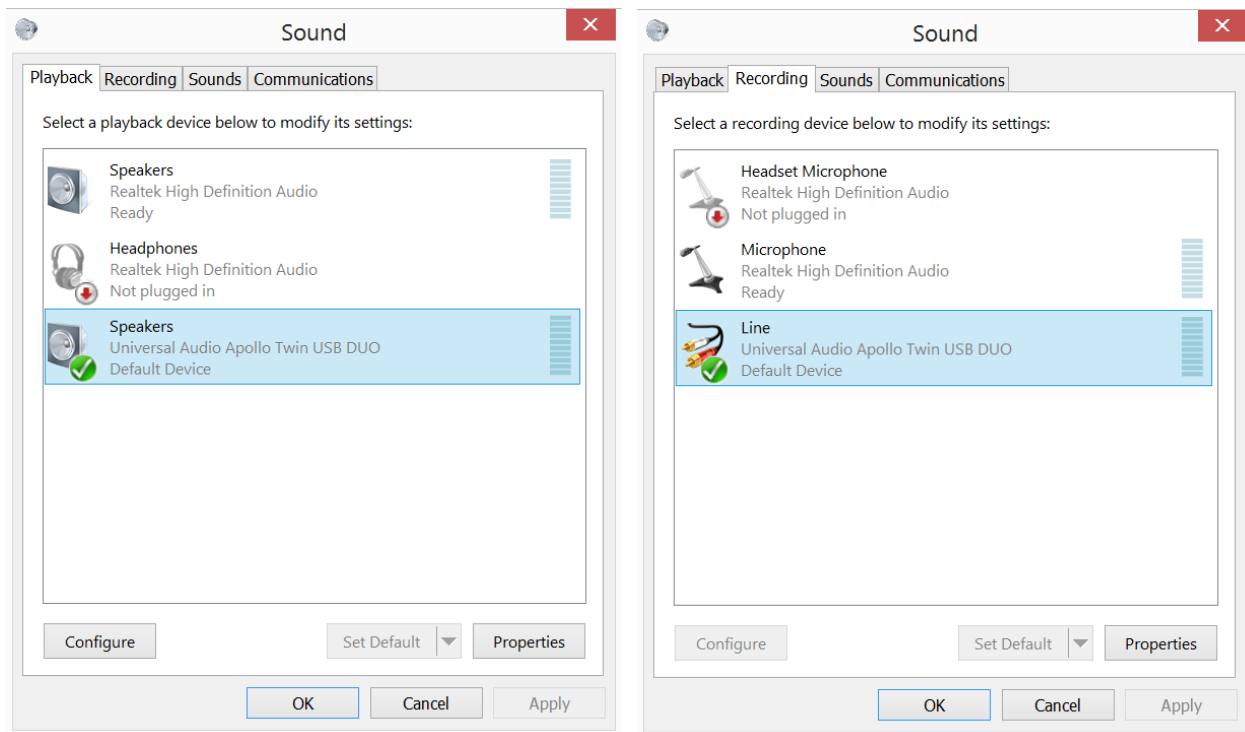 Sound
Playback Recording Sounds Communications
Select a playback device below to modify its settings:
Speakers
Realtek High Definition Audio
Ready
Headphones
Realtek High Definition Audio
Not plugged in
Speakers
Universal Audio Apollo Twin USB DUO
Default Device
Configure Set Default Properties
OK Cancel Apply
Sound
Playback Recording Sounds Communications
Select a recording device below to modify its settings:
Headset Microphone
Realtek High Definition Audio
Not plugged in
Microphone
Realtek High Definition Audio
Ready
Line
Universal Audio Apollo Twin USB DUO
Default Device
Configure Set Default Properties
OK Cancel Apply